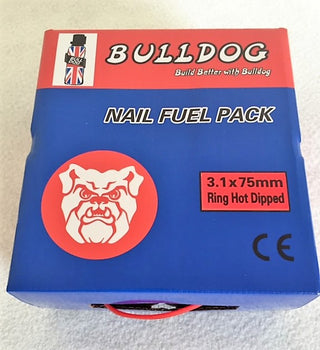 BULLDOG
Build Better with Bulldog
NAIL FUEL PACK
3.1x75mm
Ring Hot Dipped
CE